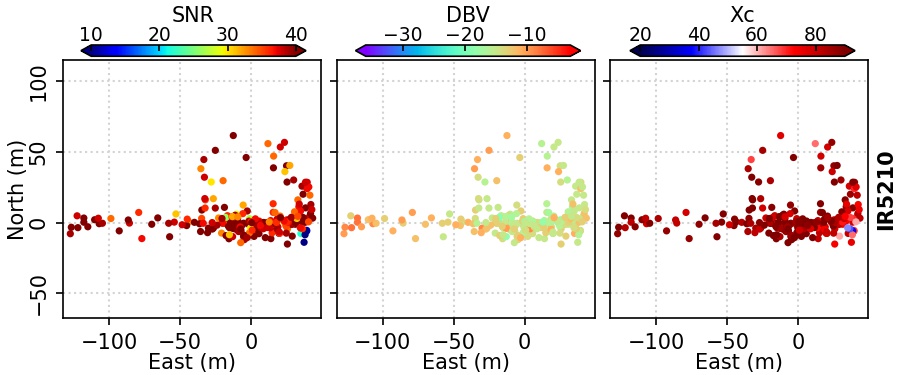 SNR DBV Xc
10 20 30 40 −30 −20 −10 20 40 60 80
100
50
0
−50
North (m)
IR5210
−100 −50 0 −100 −50 0 −100 −50 0
East (m) East (m) East (m)